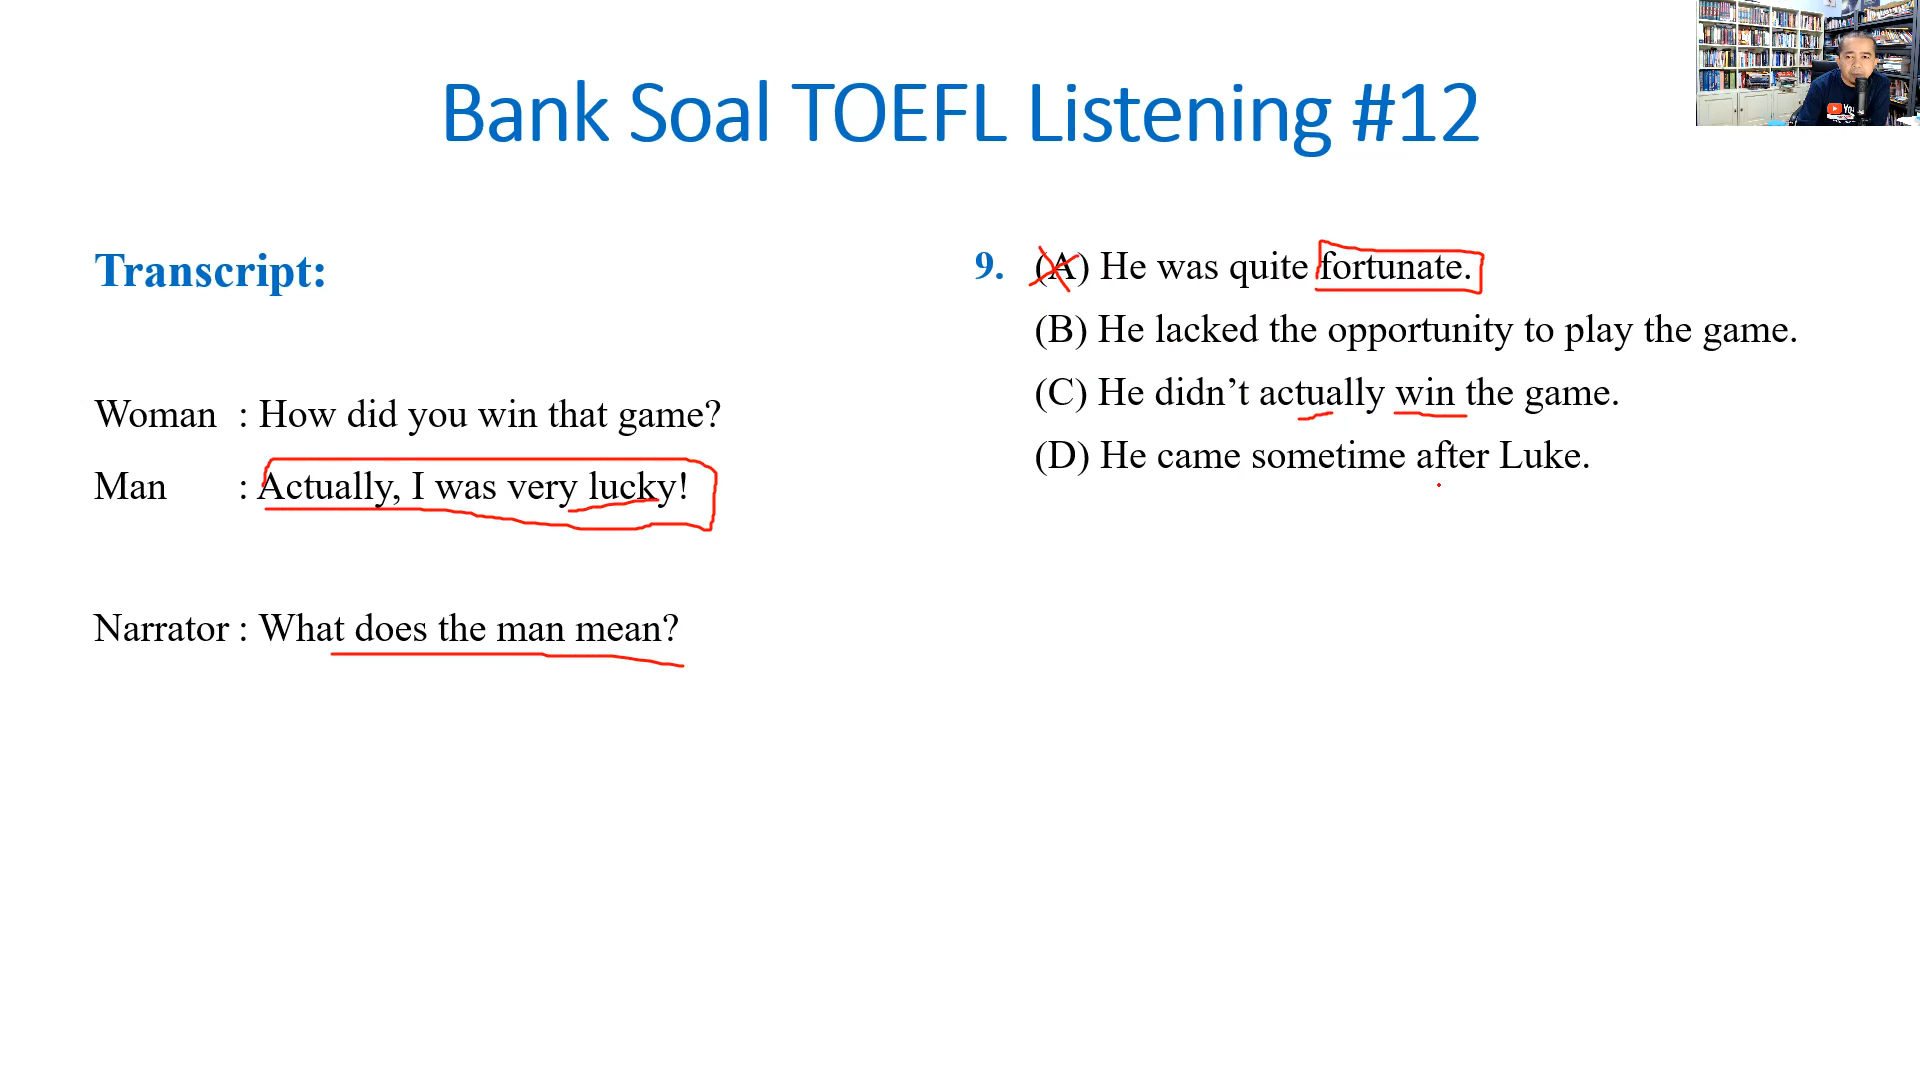 Bank Soal TOEFL Listening #12
Transcript:
Woman : How did you win that game?
Man : Actually, I was very lucky!
Narrator : What does the man mean?
9. (A) He was quite fortunate.
(B) He lacked the opportunity to play the game.
(C) He didn’t actually win the game.
(D) He came sometime after Luke.